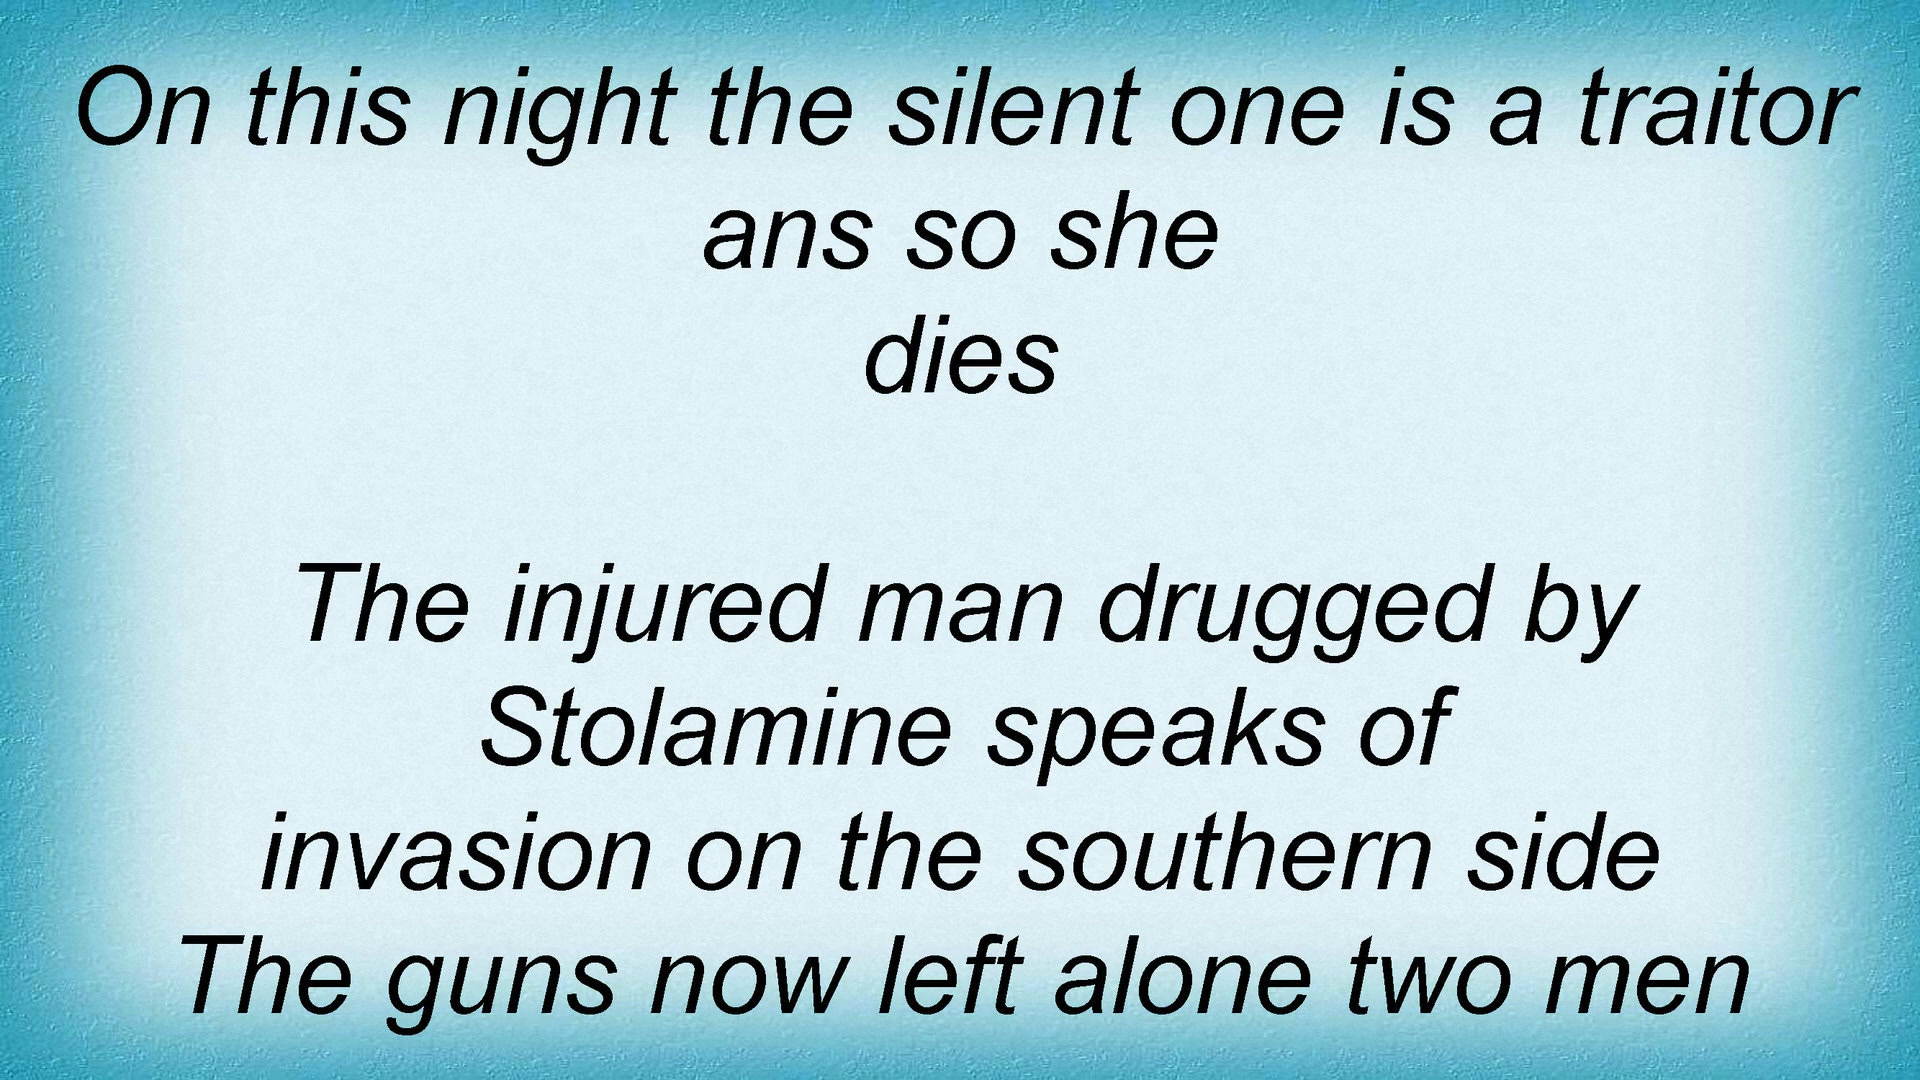 On this night the silent one is a traitor
ans so she
dies
The injured man drugged by
Stolamine speaks of
invasion on the southern side
The guns now left alone two men